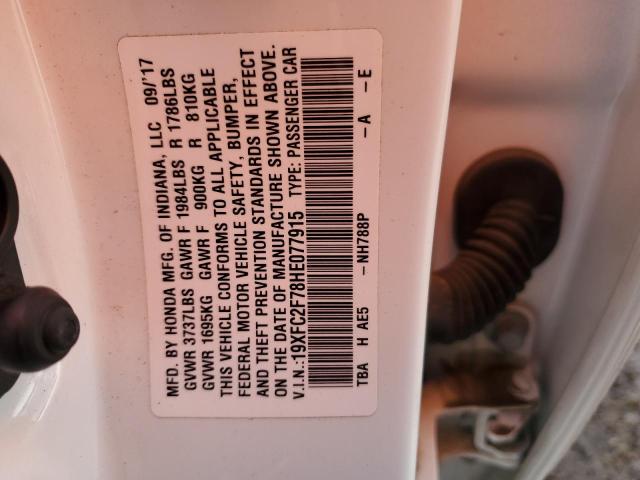 MFD. BY HONDA MFG. OF INDIANA, LLC 09/'17
GVWR 3737LBS GAWR F 1984LBS R 1786LBS
GVWR 1695KG GAWR F 900KG R 810KG
THIS VEHICLE CONFORMS TO ALL APPLICABLE
FEDERAL MOTOR VEHICLE SAFETY, BUMPER,
AND THEFT PREVENTION STANDARDS IN EFFECT
ON THE DATE OF MANUFACTURE SHOWN ABOVE.
V.I.N.:19XFC2F78HE077915 TYPE: PASSENGER CAR
TBA H AE5 -NH788P -A -E